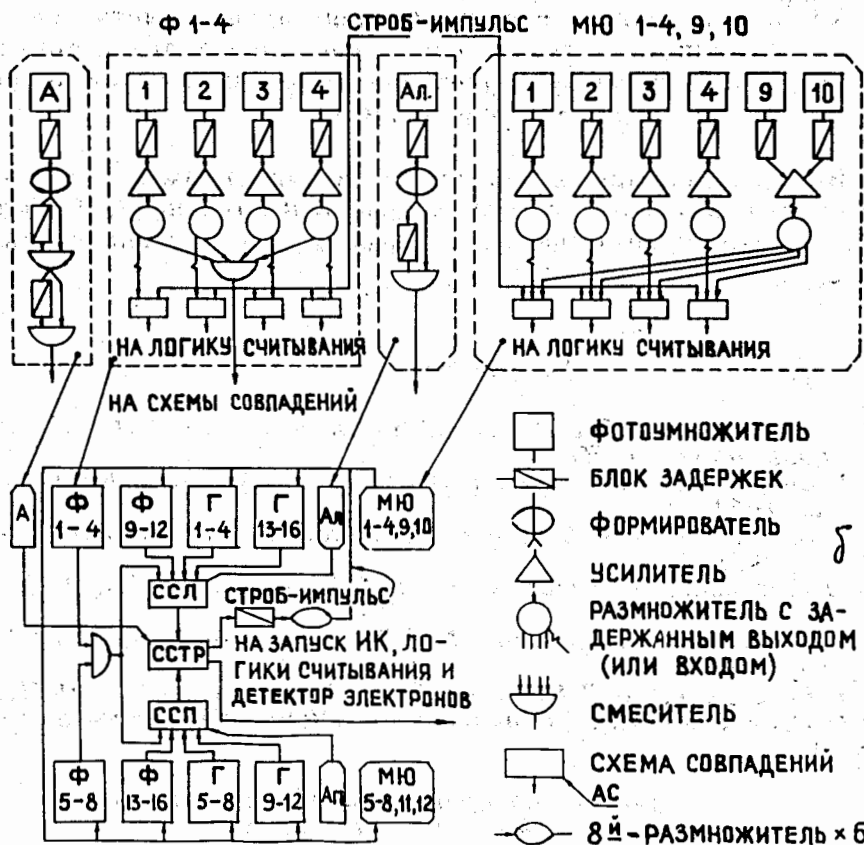 Ф 1-4 СТРОБ-ИМПУЛЬС МЮ 1-4, 9, 10
А 1 2 3 4 Ал. 1 2 3 4 9 10
НА ЛОГИКУ СЧИТЫВАНИЯ
НА ЛОГИКУ СЧИТЫВАНИЯ
НА СХЕМЫ СОВПАДЕНИЙ
А
Ф
1-4
Ф
9-12
Г
1-4
Г
13-16
Ал
МЮ
1-4,9,10
ССЛ
СТРОБ-ИМПУЛЬС
ССТР
НА ЗАПУСК ИК, ЛО-
ГИКИ СЧИТЫВАНИЯ И
ДЕТЕКТОР ЭЛЕКТРОНОВ
ССП
Ф
5-8
Ф
13-16
Г
5-8
Г
9-12
Ап
МЮ
5-8,11,12
ФОТОУМНОЖИТЕЛЬ
БЛОК ЗАДЕРЖЕК
ФОРМИРОВАТЕЛЬ
б
УСИЛИТЕЛЬ
РАЗМНОЖИТЕЛЬ С ЗА-
ДЕРЖАННЫМ ВЫХОДОМ
(ИЛИ ВХОДОМ)
СМЕСИТЕЛЬ
СХЕМА СОВПАДЕНИЙ
АС
8й-РАЗМНОЖИТЕЛЬ × 6